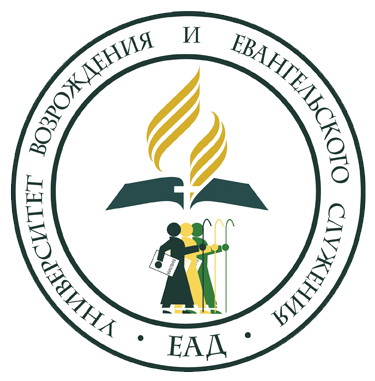 УНИВЕРСИТЕТ ВОЗРОЖДЕНИЯ И ЕВАНГЕЛЬСКОГО СЛУЖЕНИЯ
• ЕАД •